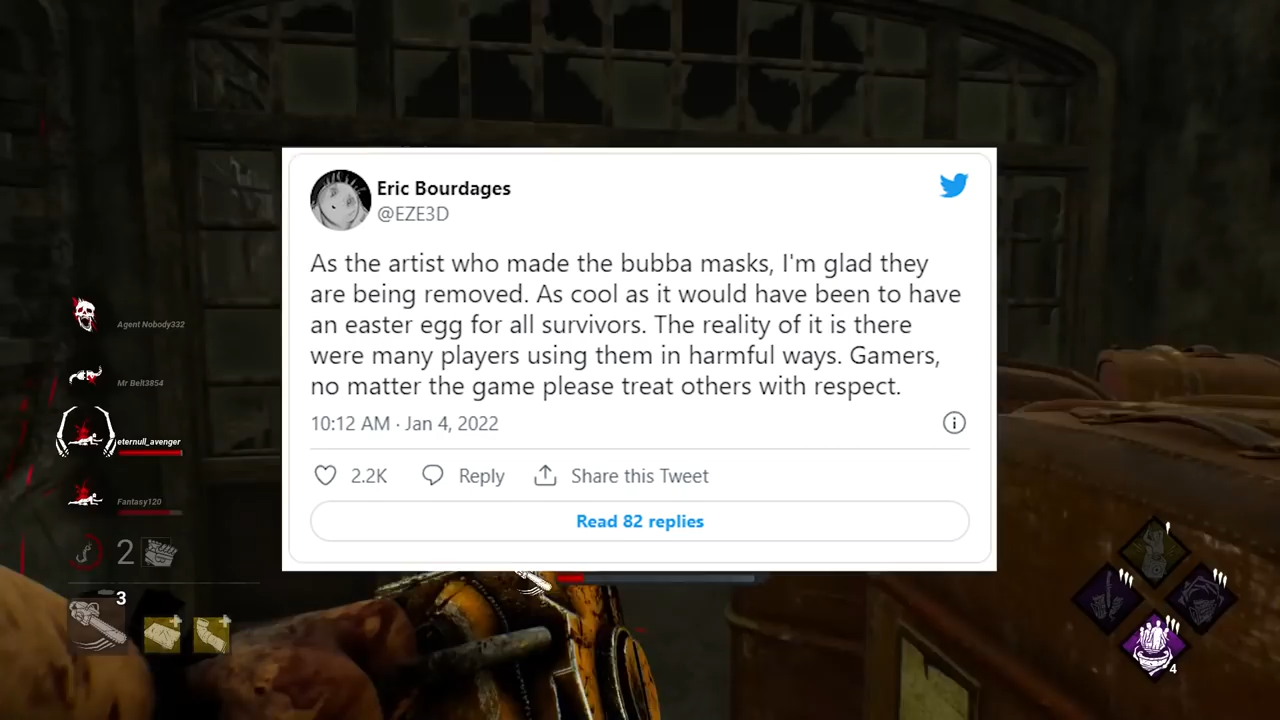 Eric Bourdages
@EZE3D
As the artist who made the bubba masks, I'm glad they
are being removed. As cool as it would have been to have
an easter egg for all survivors. The reality of it is there
were many players using them in harmful ways. Gamers,
no matter the game please treat others with respect.
10:12 AM · Jan 4, 2022
2.2K Reply Share this Tweet
Read 82 replies
Agent Nobody332
Mr Belt3854
eternull_avenger
Fantasy120
2
3
4